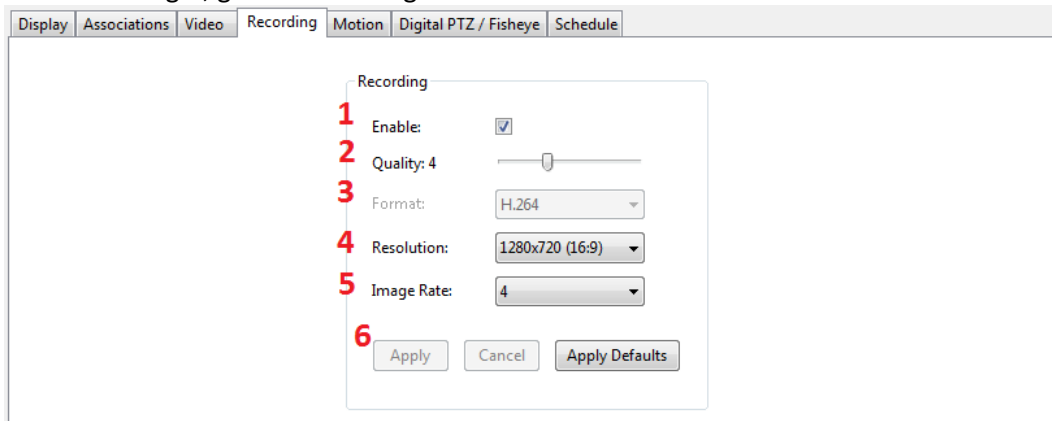 Display Associations Video Recording Motion Digital PTZ / Fisheye Schedule
Recording
1 Enable:
2 Quality: 4
3 Format: H.264
4 Resolution: 1280x720 (16:9)
5 Image Rate: 4
6 Apply Cancel Apply Defaults